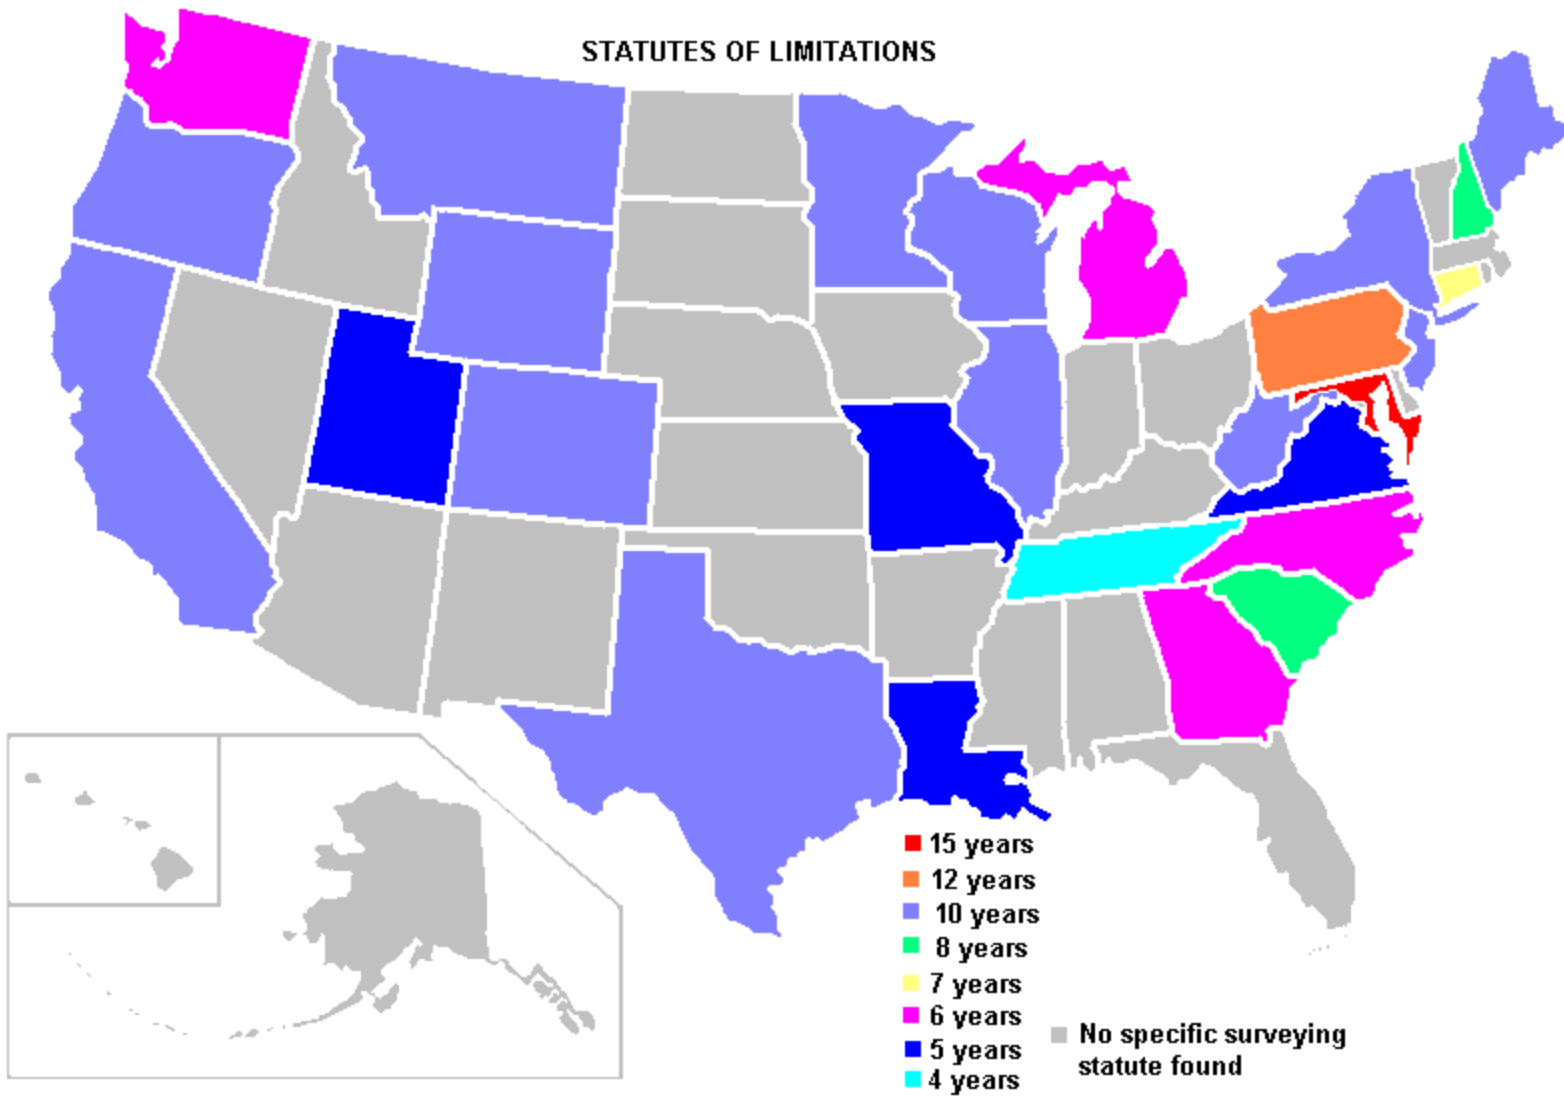 STATUTES OF LIMITATIONS
15 years
12 years
10 years
8 years
7 years
6 years
5 years
4 years
No specific surveying
statute found